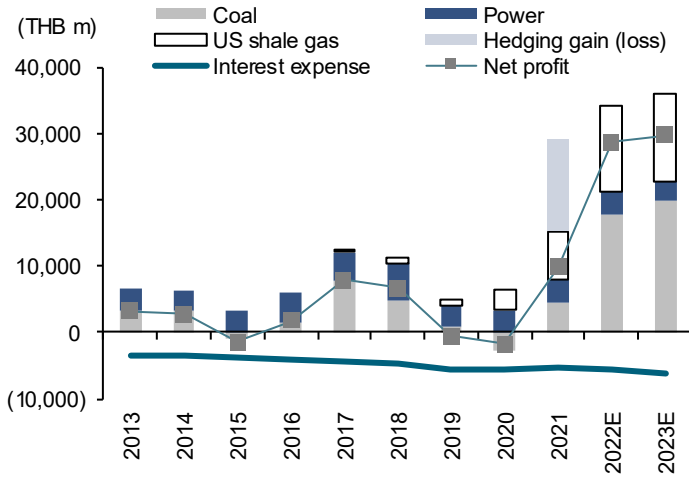 (THB m)
Coal
Power
US shale gas
Hedging gain (loss)
Interest expense
Net profit
40,000
30,000
20,000
10,000
0
(10,000)
2013
2014
2015
2016
2017
2018
2019
2020
2021
2022E
2023E